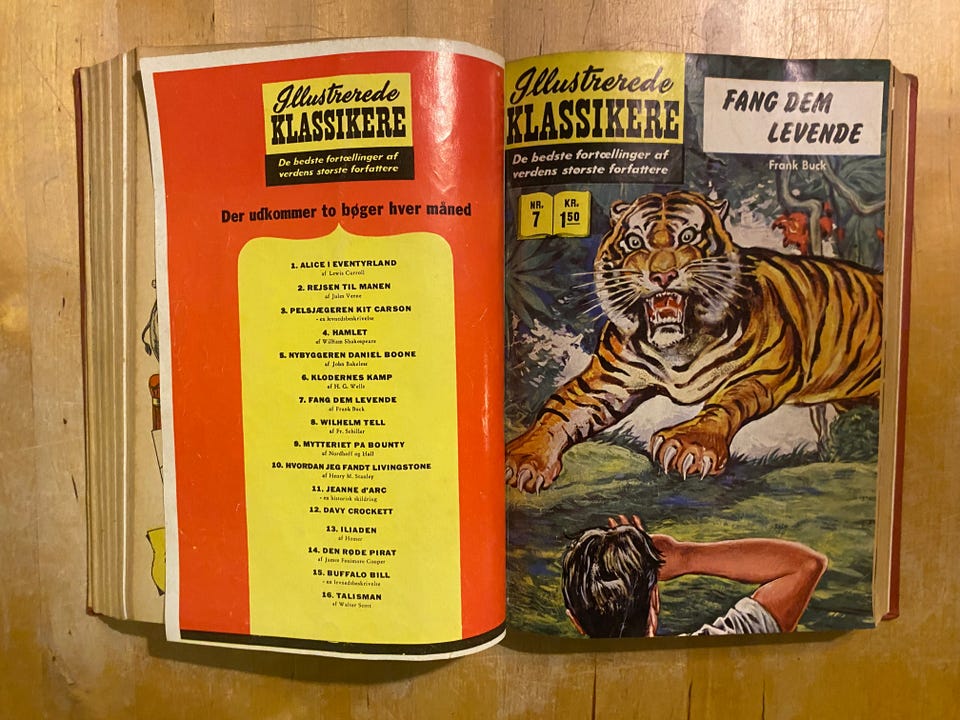 Illustrerede
KLASSIKERE
De bedste fortællinger af
verdens største forfattere
Der udkommer to bøger hver måned
1. ALICE I EVENTYRLAND
af Lewis Carroll
2. REJSEN TIL MANEN
af Jules Verne
3. PELSJÆGEREN KIT CARSON
- en levnedsbeskrivelse
4. HAMLET
af William Shakespeare
5. NYBYGGEREN DANIEL BOONE
af John Bakeless
6. KLODERNES KAMP
af H. G. Wells
7. FANG DEM LEVENDE
af Frank Buck
8. WILHELM TELL
af Fr. Schiller
9. MYTTERIET PA BOUNTY
af Nordhoff og Hall
10. HVORDAN JEG FANDT LIVINGSTONE
af Henry M. Stanley
11. JEANNE d'ARC
- en historisk skildring
12. DAVY CROCKETT
13. ILIADEN
af Homer
14. DEN RØDE PIRAT
af James Fenimore Cooper
15. BUFFALO BILL
- en levnedsbeskrivelse
16. TALISMAN
af Walter Scott
Illustrerede
KLASSIKERE
De bedste fortællinger af
verdens største forfattere
NR. 7
KR. 1.50
FANG DEM
LEVENDE
Frank Buck